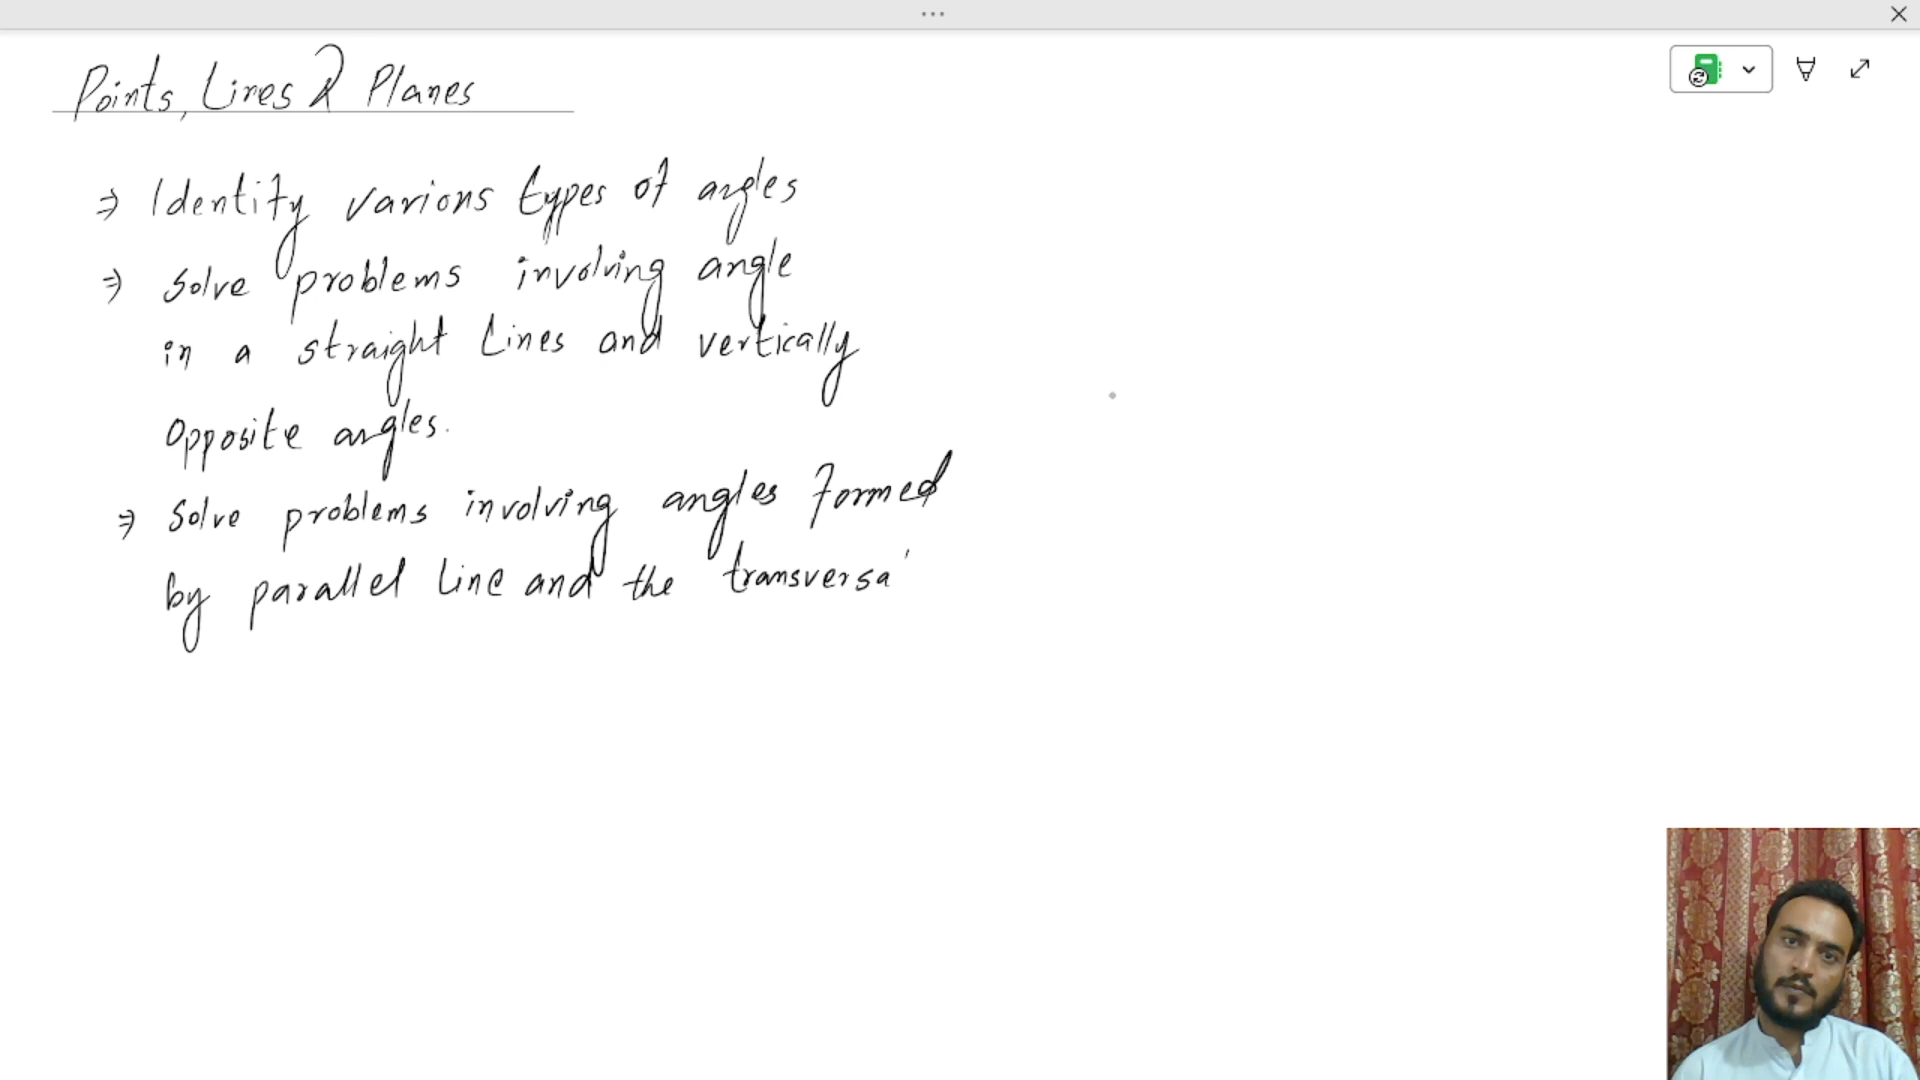 Points, Lines & Planes
⇒ Identify various types of angles
⇒ Solve problems involving angle
in a straight Lines and vertically
Opposite angles.
⇒ Solve problems involving angles formed
by parallel Line and the transversa